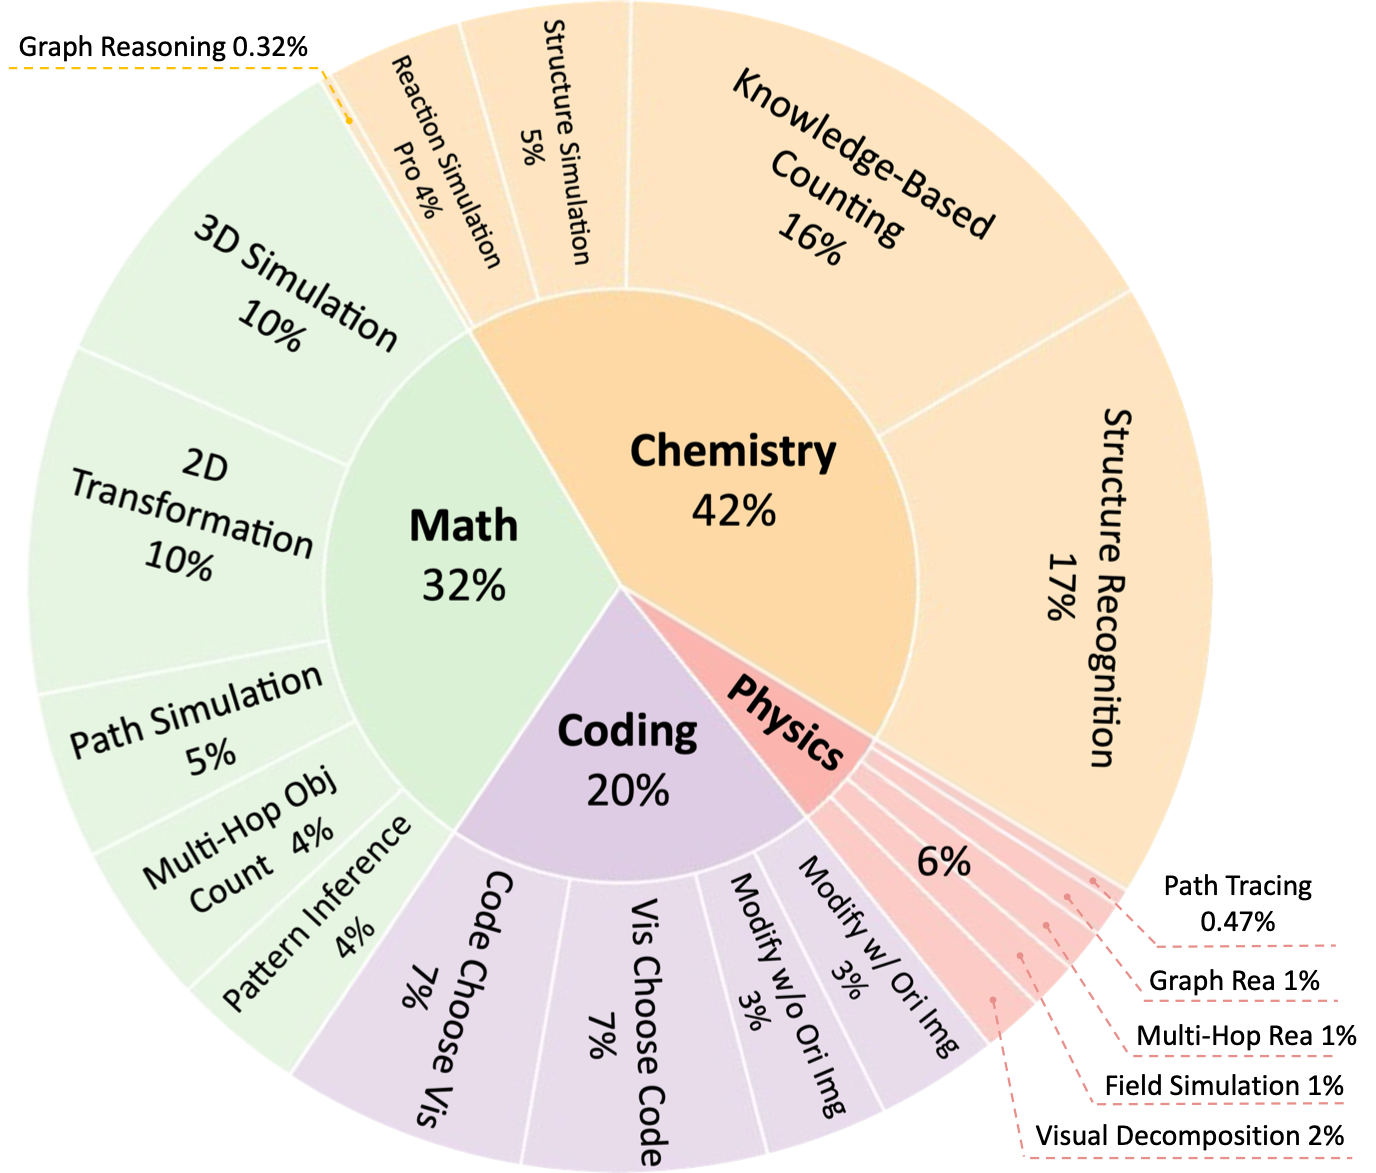 Graph Reasoning 0.32%
Reaction Simulation
Pro 4%
Structure Simulation
5%
Knowledge-Based
Counting
16%
Structure Recognition
17%
Chemistry
42%
3D Simulation
10%
2D
Transformation
10%
Path Simulation
5%
Multi-Hop Obj
Count 4%
Pattern Inference
4%
Math
32%
Coding
20%
Code Choose Vis
7%
Vis Choose Code
7%
Modify w/o Ori Img
3%
Modify w/ Ori Img
3%
Physics
6%
Path Tracing
0.47%
Graph Rea 1%
Multi-Hop Rea 1%
Field Simulation 1%
Visual Decomposition 2%